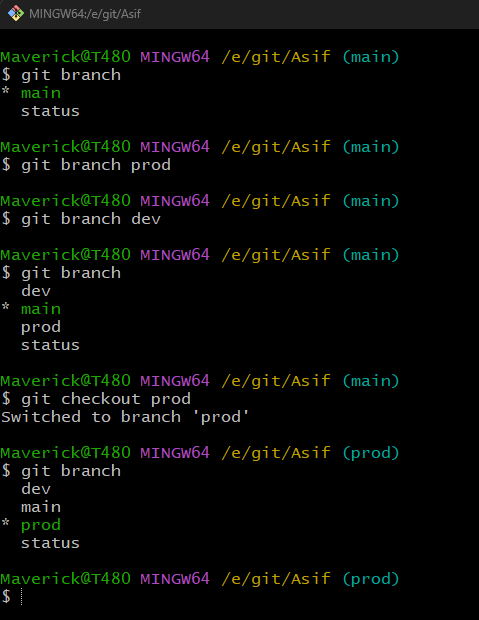 MINGW64:/e/git/Asif
Maverick@T480 MINGW64 /e/git/Asif (main)
$ git branch
* main
  status
Maverick@T480 MINGW64 /e/git/Asif (main)
$ git branch prod
Maverick@T480 MINGW64 /e/git/Asif (main)
$ git branch dev
Maverick@T480 MINGW64 /e/git/Asif (main)
$ git branch
  dev
* main
  prod
  status
Maverick@T480 MINGW64 /e/git/Asif (main)
$ git checkout prod
Switched to branch 'prod'
Maverick@T480 MINGW64 /e/git/Asif (prod)
$ git branch
  dev
  main
* prod
  status
Maverick@T480 MINGW64 /e/git/Asif (prod)
$